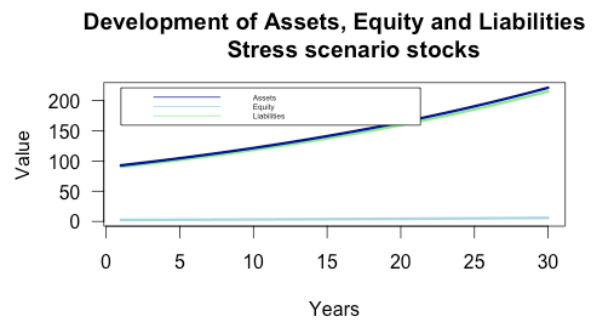 Development of Assets, Equity and Liabilities
Stress scenario stocks
Assets
Equity
Liabilities
Value
200
150
100
50
0
0 5 10 15 20 25 30
Years